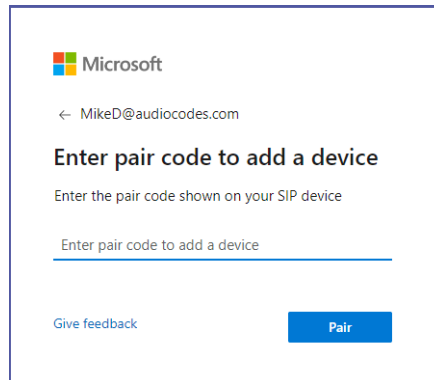 Microsoft
← MikeD@audiocodes.com
Enter pair code to add a device
Enter the pair code shown on your SIP device
Enter pair code to add a device
Give feedback
Pair